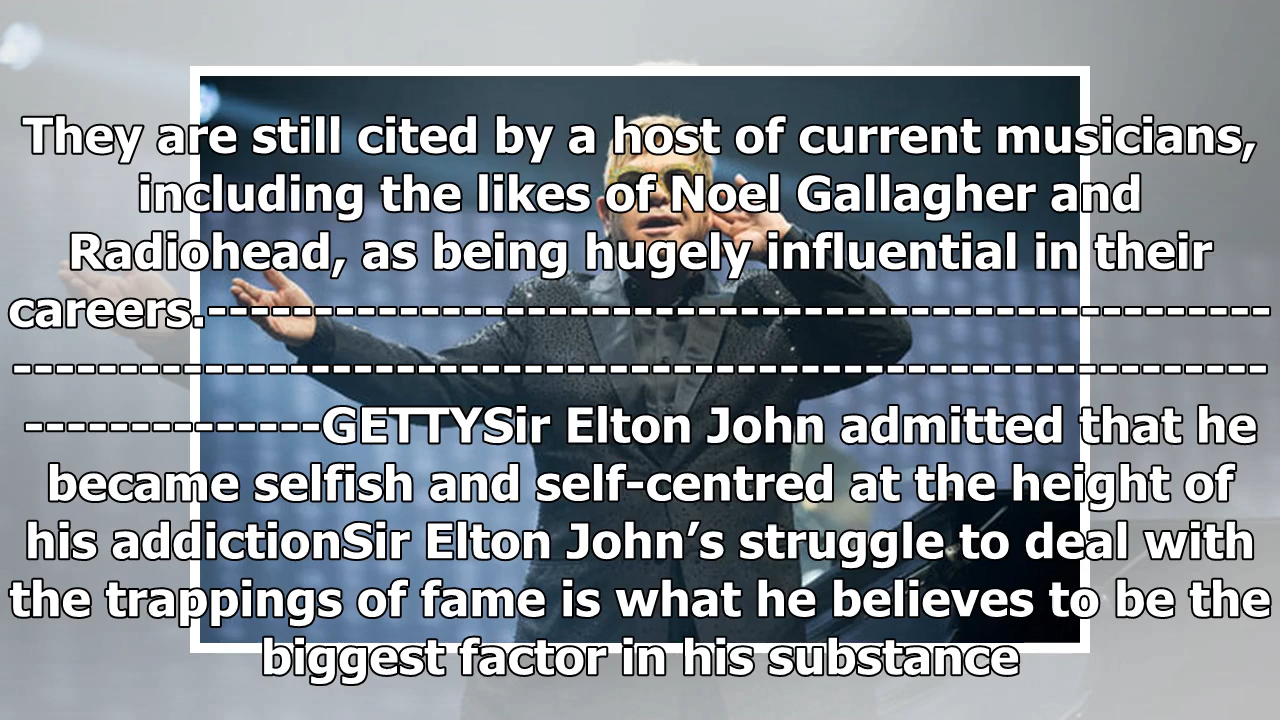 They are still cited by a host of current musicians,
including the likes of Noel Gallagher and
Radiohead, as being hugely influential in their
careers.--------------------------------------------------
-----------------------------------------------------------
--------------GETTYSir Elton John admitted that he
became selfish and self-centred at the height of
his addictionSir Elton John’s struggle to deal with
the trappings of fame is what he believes to be the
biggest factor in his substance